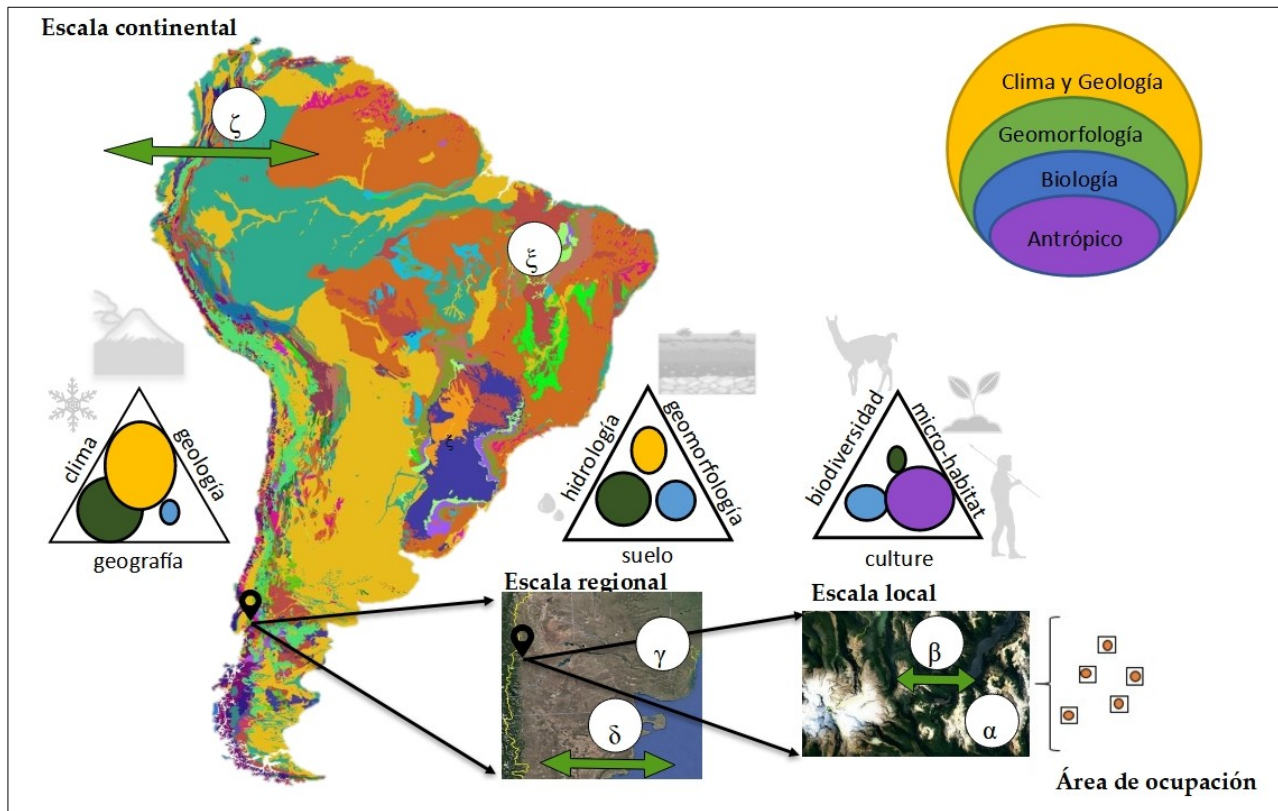 Escala continental
ζ
ξ
ξ
Clima y Geología
Geomorfología
Biología
Antrópico
clima
geología
geografía
hidrología
geomorfología
suelo
biodiversidad
micro-habitat
culture
Escala regional
γ
δ
Escala local
β
α
Área de ocupación